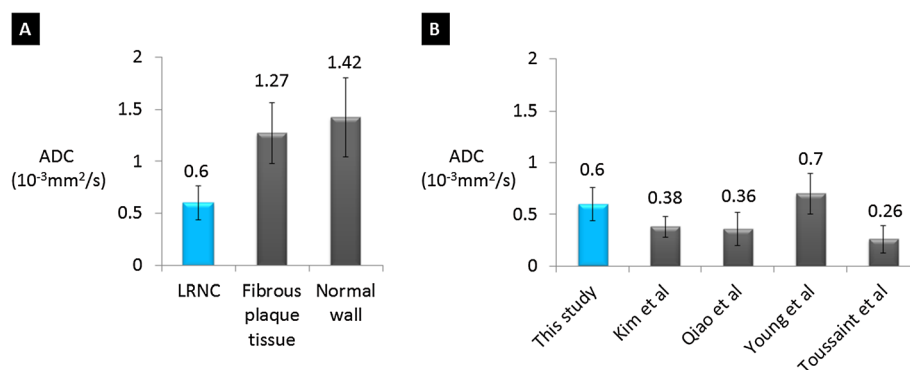 A
2
1.5
1
0.5
0
ADC
(10⁻³mm²/s)
0.6
1.27
1.42
LRNC
Fibrous
plaque
tissue
Normal
wall
B
2
1.5
1
0.5
0
ADC
(10⁻³mm²/s)
0.6
0.38
0.36
0.7
0.26
This study
Kim et al
Qiao et al
Young et al
Toussaint et al